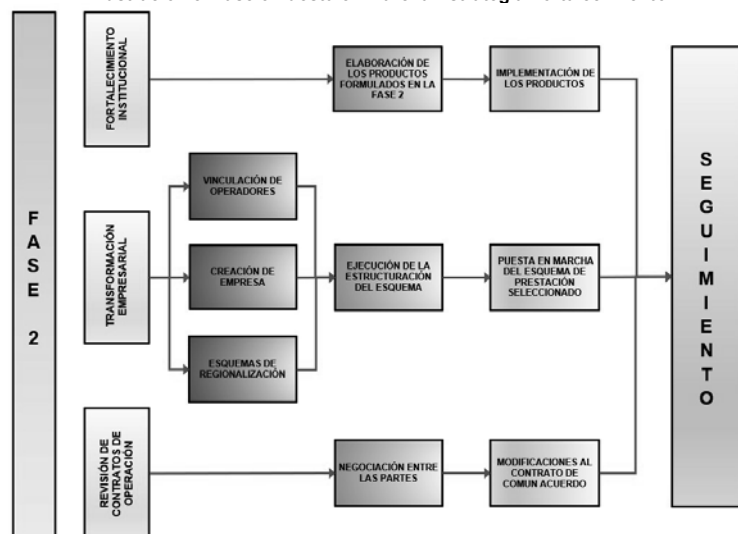 FASE 2
FORTALECIMIENTO
INSTITUCIONAL
ELABORACIÓN DE
LOS PRODUCTOS
FORMULADOS EN LA
FASE 2
IMPLEMENTACIÓN DE
LOS PRODUCTOS
TRANSFORMACIÓN
EMPRESARIAL
VINCULACIÓN DE
OPERADORES
CREACIÓN DE
EMPRESA
ESQUEMAS DE
REGIONALIZACIÓN
EJECUCIÓN DE LA
ESTRUCTURACIÓN
DEL ESQUEMA
PUESTA EN MARCHA
DEL ESQUEMA DE
PRESTACIÓN
SELECCIONADO
REVISIÓN DE
CONTRATOS DE
OPERACIÓN
NEGOCIACIÓN ENTRE
LAS PARTES
MODIFICACIONES AL
CONTRATO DE
COMUN ACUERDO
SEGUIMIENTO